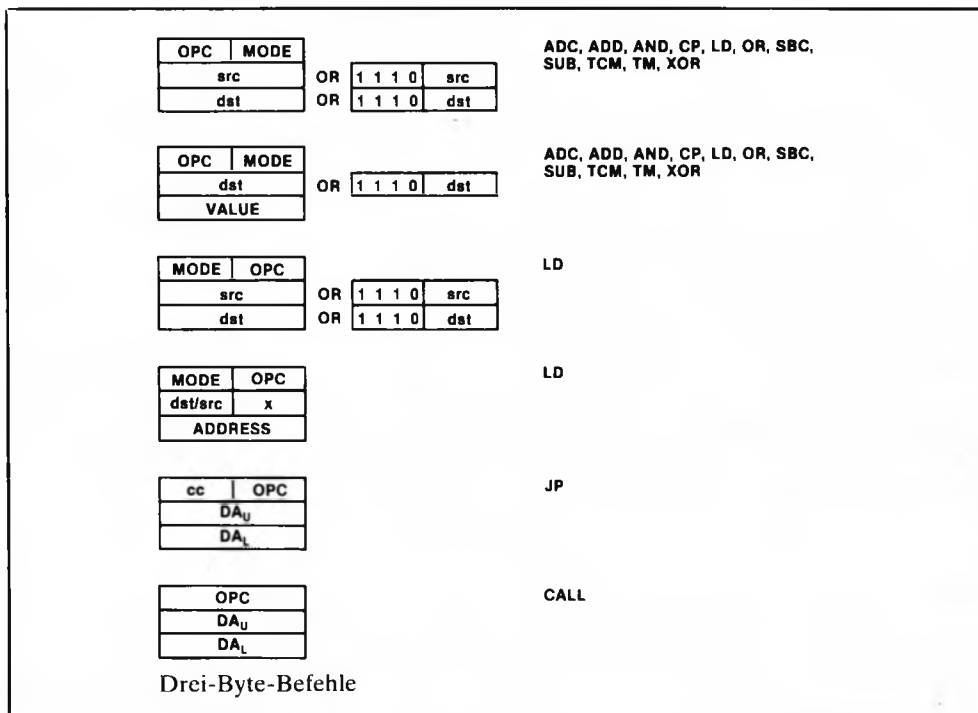 OPC MODE ADC, ADD, AND, CP, LD, OR, SBC,
SUB, TCM, TM, XOR
src OR 1 1 1 0 src
dst OR 1 1 1 0 dst
OPC MODE ADC, ADD, AND, CP, LD, OR, SBC,
SUB, TCM, TM, XOR
dst OR 1 1 1 0 dst
VALUE
MODE OPC LD
src OR 1 1 1 0 src
dst OR 1 1 1 0 dst
MODE OPC LD
dst/src x
ADDRESS
cc OPC JP
DAU
DAL
OPC CALL
DAU
DAL
Drei-Byte-Befehle